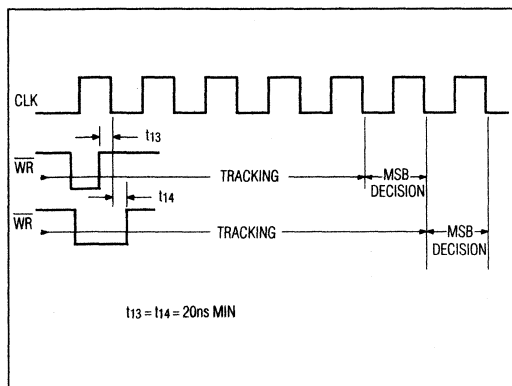 CLK
t13
WR
TRACKING
MSB
DECISION
t14
WR
TRACKING
MSB
DECISION
t13 = t14 = 20ns MIN